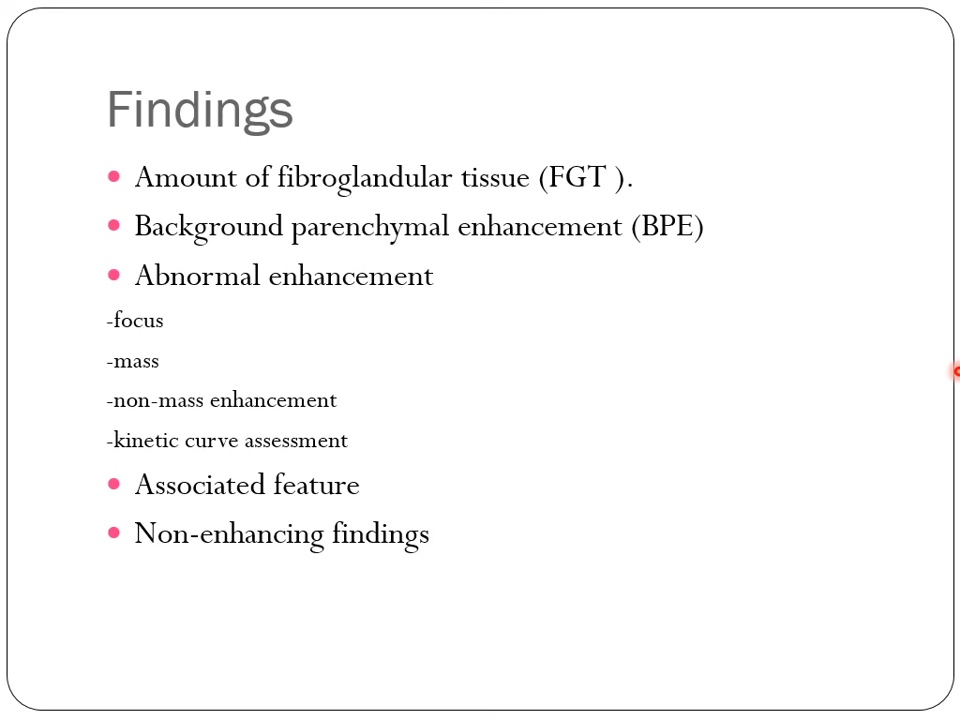 Findings
• Amount of fibroglandular tissue (FGT ).
• Background parenchymal enhancement (BPE)
• Abnormal enhancement
-focus
-mass
-non-mass enhancement
-kinetic curve assessment
• Associated feature
• Non-enhancing findings